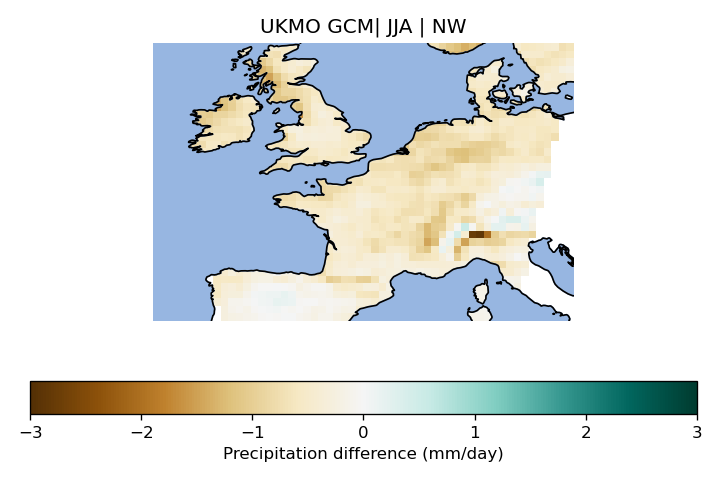 UKMO GCM| JJA | NW
−3 −2 −1 0 1 2 3
Precipitation difference (mm/day)